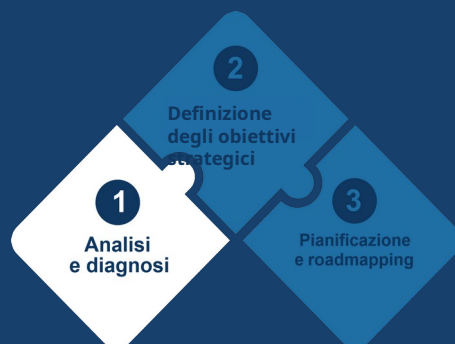 2
Definizione
degli obiettivi
strategici
1
Analisi
e diagnosi
3
Pianificazione
e roadmapping